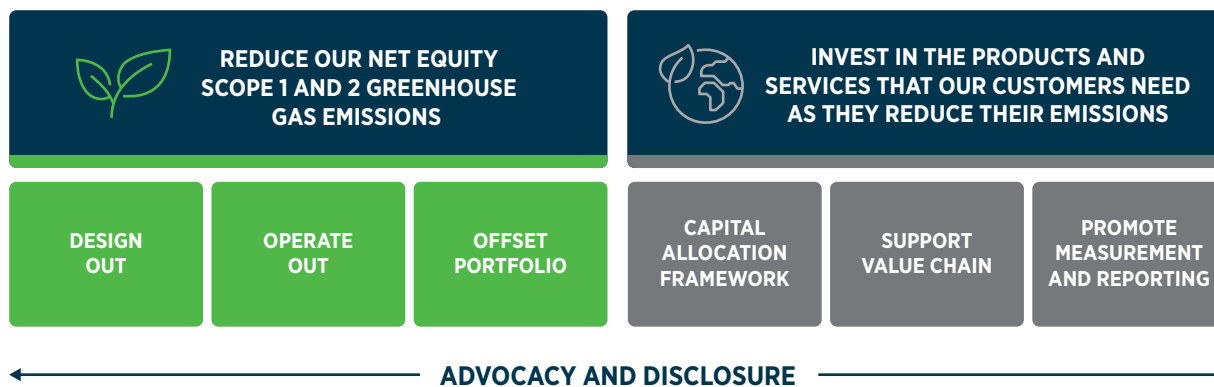 REDUCE OUR NET EQUITY
SCOPE 1 AND 2 GREENHOUSE
GAS EMISSIONS
INVEST IN THE PRODUCTS AND
SERVICES THAT OUR CUSTOMERS NEED
AS THEY REDUCE THEIR EMISSIONS
DESIGN
OUT
OPERATE
OUT
OFFSET
PORTFOLIO
CAPITAL
ALLOCATION
FRAMEWORK
SUPPORT
VALUE CHAIN
PROMOTE
MEASUREMENT
AND REPORTING
ADVOCACY AND DISCLOSURE